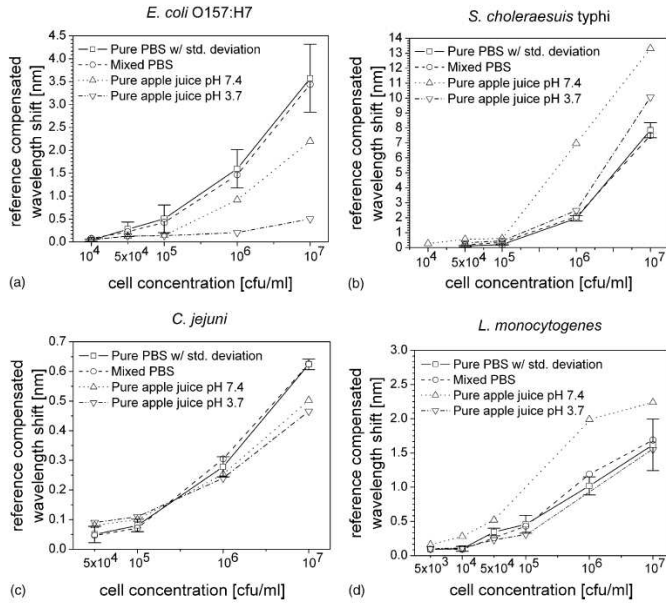 E. coli O157:H7
reference compensated
wavelength shift [nm]
4.5
4.0
3.5
3.0
2.5
2.0
1.5
1.0
0.5
0.0
Pure PBS w/ std. deviation
Mixed PBS
Pure apple juice pH 7.4
Pure apple juice pH 3.7
10⁴ 5x10⁴ 10⁵ 10⁶ 10⁷
(a) cell concentration [cfu/ml]
S. choleraesuis typhi
reference compensated
wavelength shift [nm]
14
13
12
11
10
9
8
7
6
5
4
3
2
1
0
Pure PBS w/ std. deviation
Mixed PBS
Pure apple juice pH 7.4
Pure apple juice pH 3.7
10⁴ 5x10⁴ 10⁵ 10⁶ 10⁷
(b) cell concentration [cfu/ml]
C. jejuni
reference compensated
wavelength shift [nm]
0.7
0.6
0.5
0.4
0.3
0.2
0.1
0.0
Pure PBS w/ std. deviation
Mixed PBS
Pure apple juice pH 7.4
Pure apple juice pH 3.7
5x10⁴ 10⁵ 10⁶ 10⁷
(c) cell concentration [cfu/ml]
L. monocytogenes
reference compensated
wavelength shift [nm]
3.0
2.5
2.0
1.5
1.0
0.5
0.0
Pure PBS w/ std. deviation
Mixed PBS
Pure apple juice pH 7.4
Pure apple juice pH 3.7
5x10³ 10⁴ 5x10⁴ 10⁵ 10⁶ 10⁷
(d) cell concentration [cfu/ml]